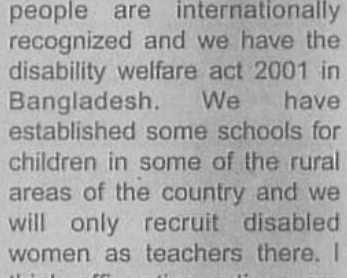 people are internationally
recognized and we have the
disability welfare act 2001 in
Bangladesh. We have
established some schools for
children in some of the rural
areas of the country and we
will only recruit disabled
women as teachers there. I